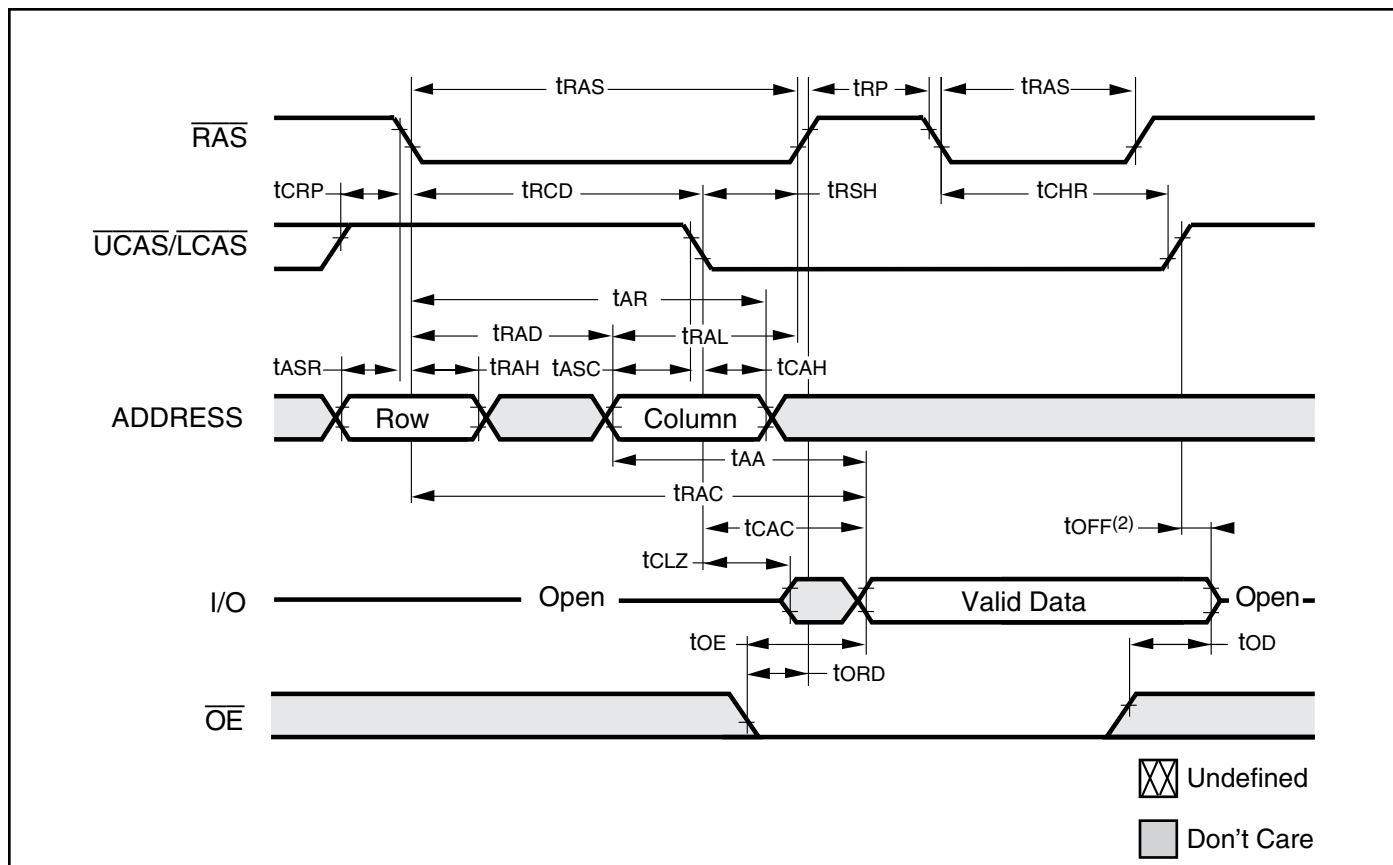 tRAS tRP tRAS
RAS
tCRP tRCD tRSH tCHR
UCAS/LCAS
tAR
tRAD tRAL
tASR tRAH tASC tCAH
ADDRESS Row Column
tAA
tRAC
tCAC tOFF(2)
tCLZ
I/O Open Valid Data Open
tOE tOD
tORD
OE
Undefined
Don't Care